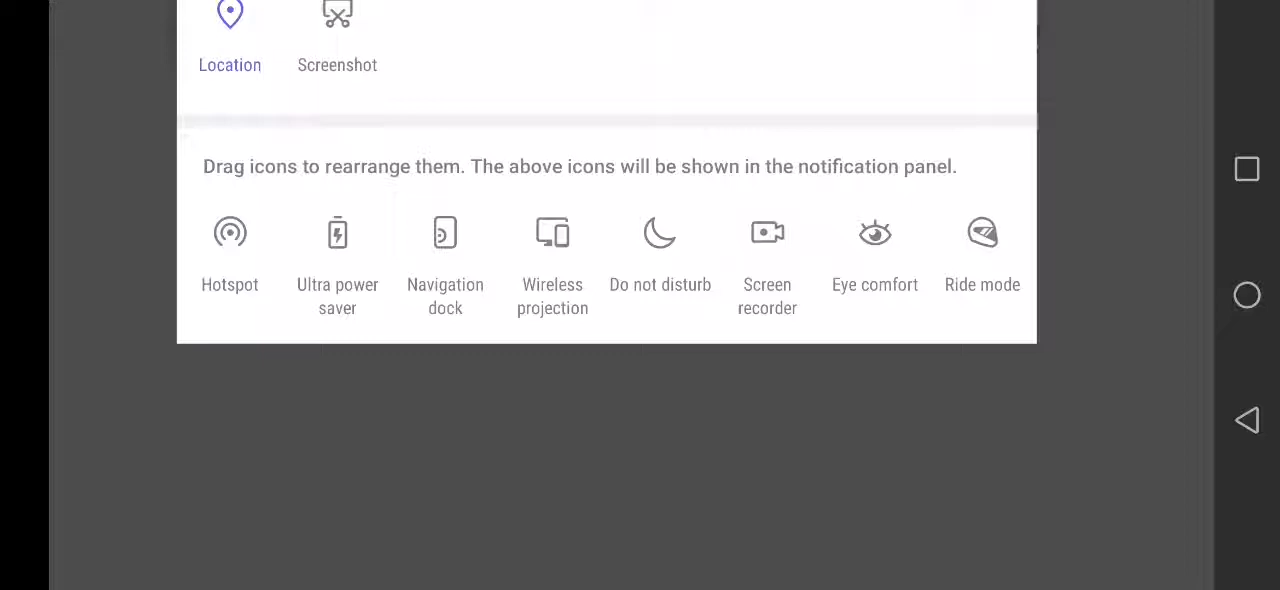 Location Screenshot
Drag icons to rearrange them. The above icons will be shown in the notification panel.
Hotspot Ultra power saver Navigation dock Wireless projection Do not disturb Screen recorder Eye comfort Ride mode